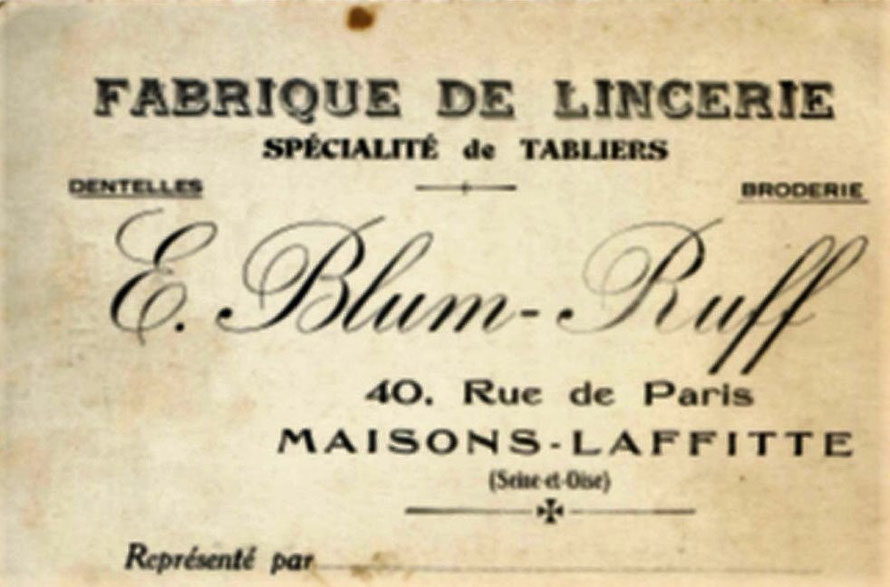 FABRIQUE DE LINGERIE
SPÉCIALITÉ de TABLIERS
DENTELLES
BRODERIE
E. Blum-Ruff
40. Rue de Paris
MAISONS-LAFFITTE
(Seine-et-Oise)
Représenté par